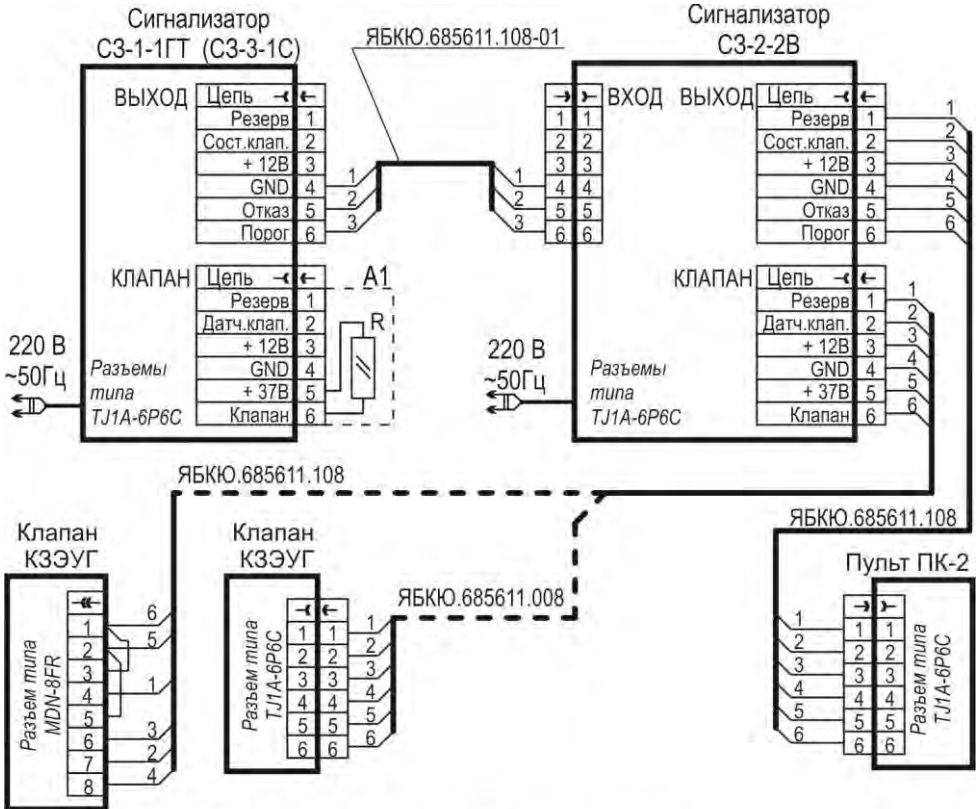 Сигнализатор
СЗ-1-1ГТ (СЗ-3-1С)
ЯБКЮ.685611.108-01
Сигнализатор
СЗ-2-2В
ВЫХОД
Цепь
Резерв 1
Сост.клап. 2
+ 12В 3
GND 4
Отказ 5
Порог 6
1
2
3
КЛАПАН
Цепь
Резерв 1
Датч.клап. 2
+ 12В 3
GND 4
+ 37В 5
Клапан 6
А1
R
220 В
~50Гц
Разъемы
типа
TJ1A-6P6C
1
2
3
ВХОД
1 1
2 2
3 3
4 4
5 5
6 6
ВЫХОД
Цепь
Резерв 1
Сост.клап. 2
+ 12В 3
GND 4
Отказ 5
Порог 6
1
2
3
4
5
6
КЛАПАН
Цепь
Резерв 1
Датч.клап. 2
+ 12В 3
GND 4
+ 37В 5
Клапан 6
1
2
3
4
5
6
220 В
~50Гц
Разъемы
типа
TJ1A-6P6C
ЯБКЮ.685611.108
Клапан
КЗЭУГ
Разъем типа
MDN-8FR
1
2
3
4
5
6
7
8
6
5
1
3
2
4
Клапан
КЗЭУГ
Разъем типа
TJ1A-6P6C
1 1
2 2
3 3
4 4
5 5
6 6
1
2
3
4
5
6
ЯБКЮ.685611.008
ЯБКЮ.685611.108
Пульт ПК-2
1
2
3
4
5
6
1 1
2 2
3 3
4 4
5 5
6 6
Разъем типа
TJ1A-6P6C